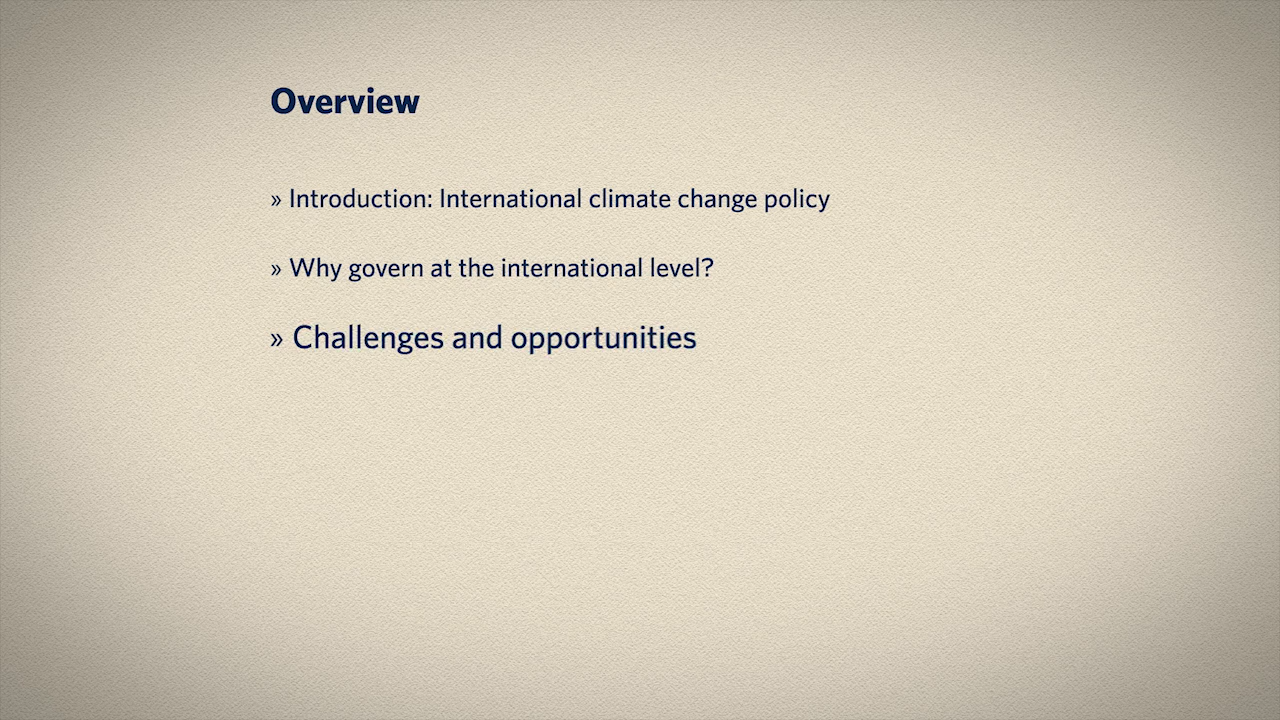 Overview
» Introduction: International climate change policy
» Why govern at the international level?
» Challenges and opportunities